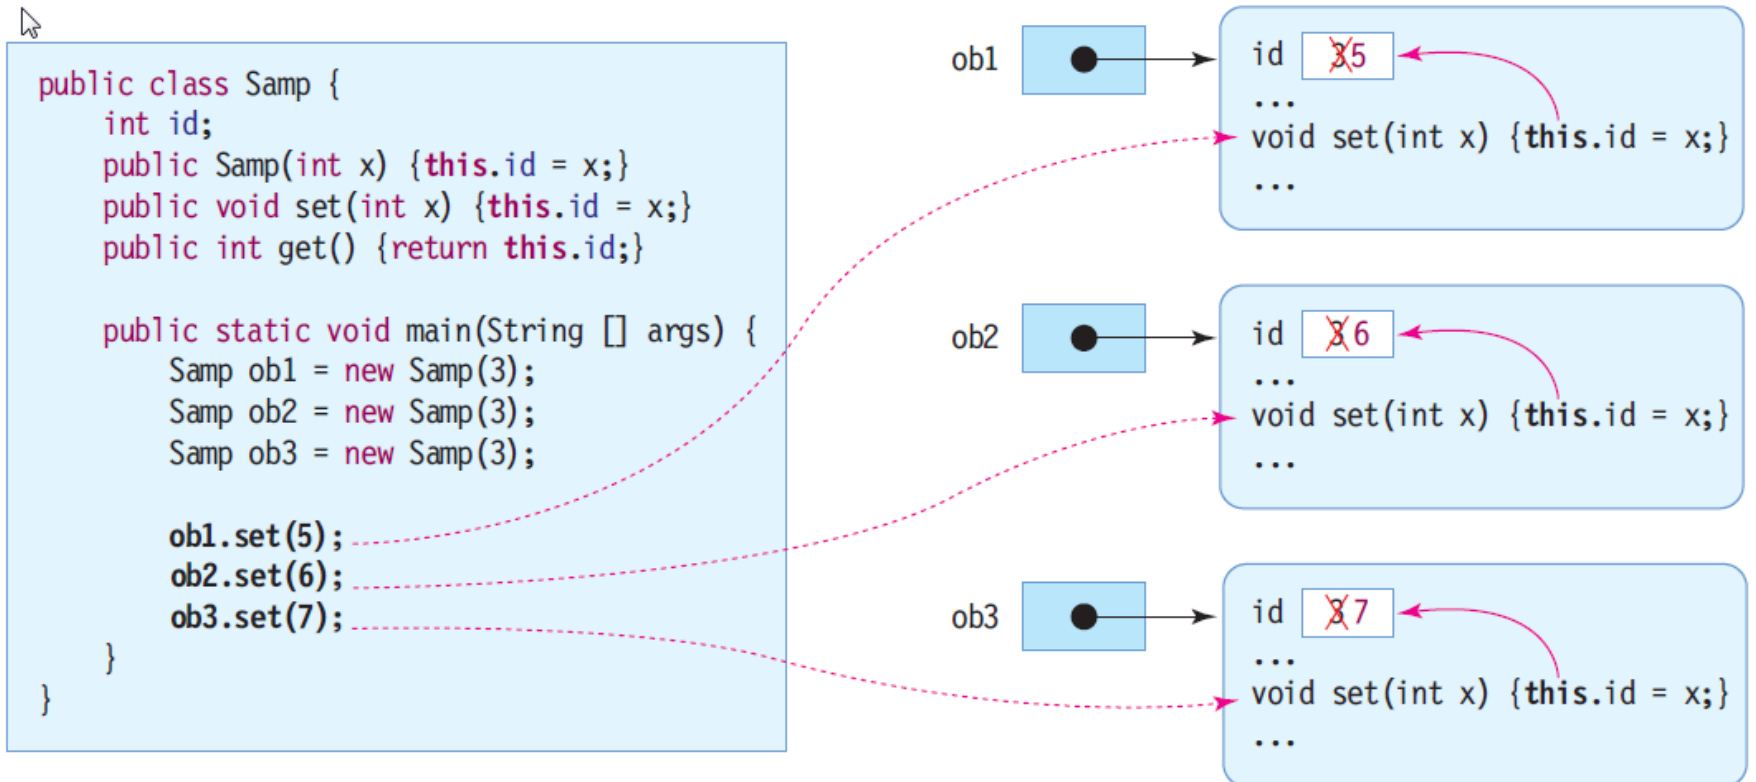 public class Samp {
int id;
public Samp(int x) {this.id = x;}
public void set(int x) {this.id = x;}
public int get() {return this.id;}
public static void main(String [] args) {
Samp ob1 = new Samp(3);
Samp ob2 = new Samp(3);
Samp ob3 = new Samp(3);
ob1.set(5);
ob2.set(6);
ob3.set(7);
}
}
ob1
id 3 5
...
void set(int x) {this.id = x;}
...
ob2
id 3 6
...
void set(int x) {this.id = x;}
...
ob3
id 3 7
...
void set(int x) {this.id = x;}
...